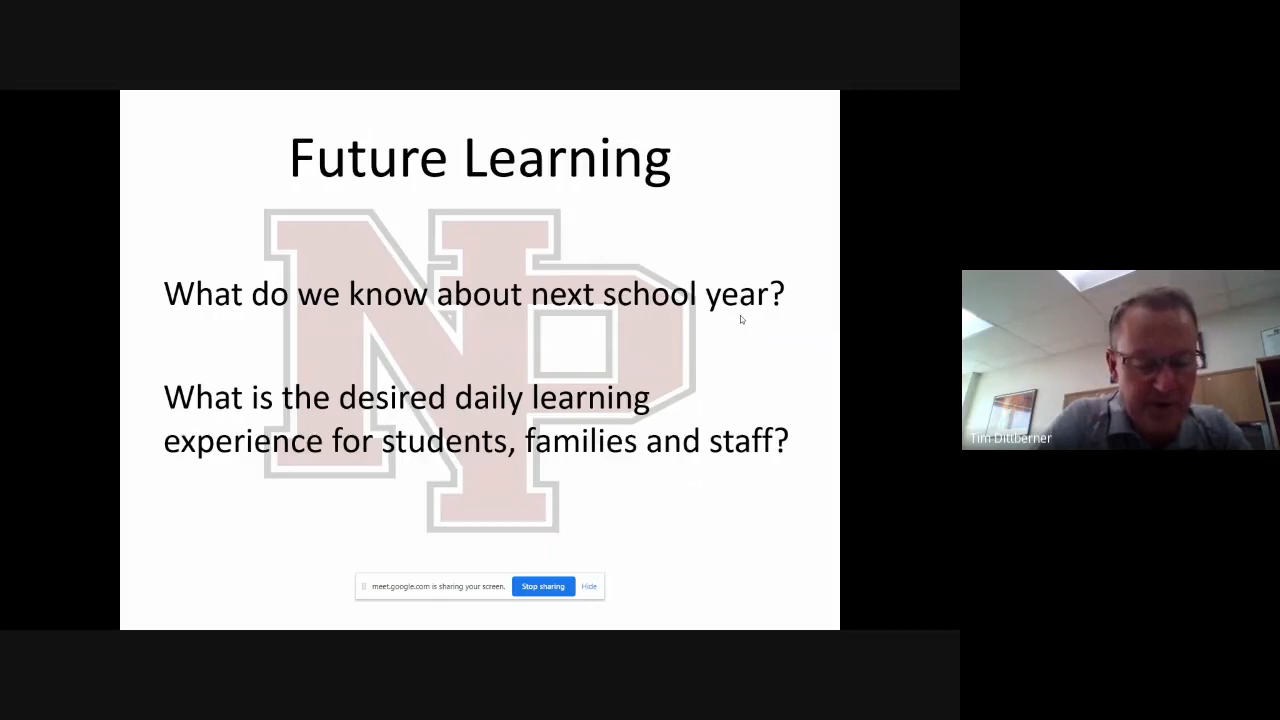 Future Learning
NP
What do we know about next school year?
What is the desired daily learning
experience for students, families and staff?
meet.google.com is sharing your screen. Stop sharing Hide
Tim Dittberner